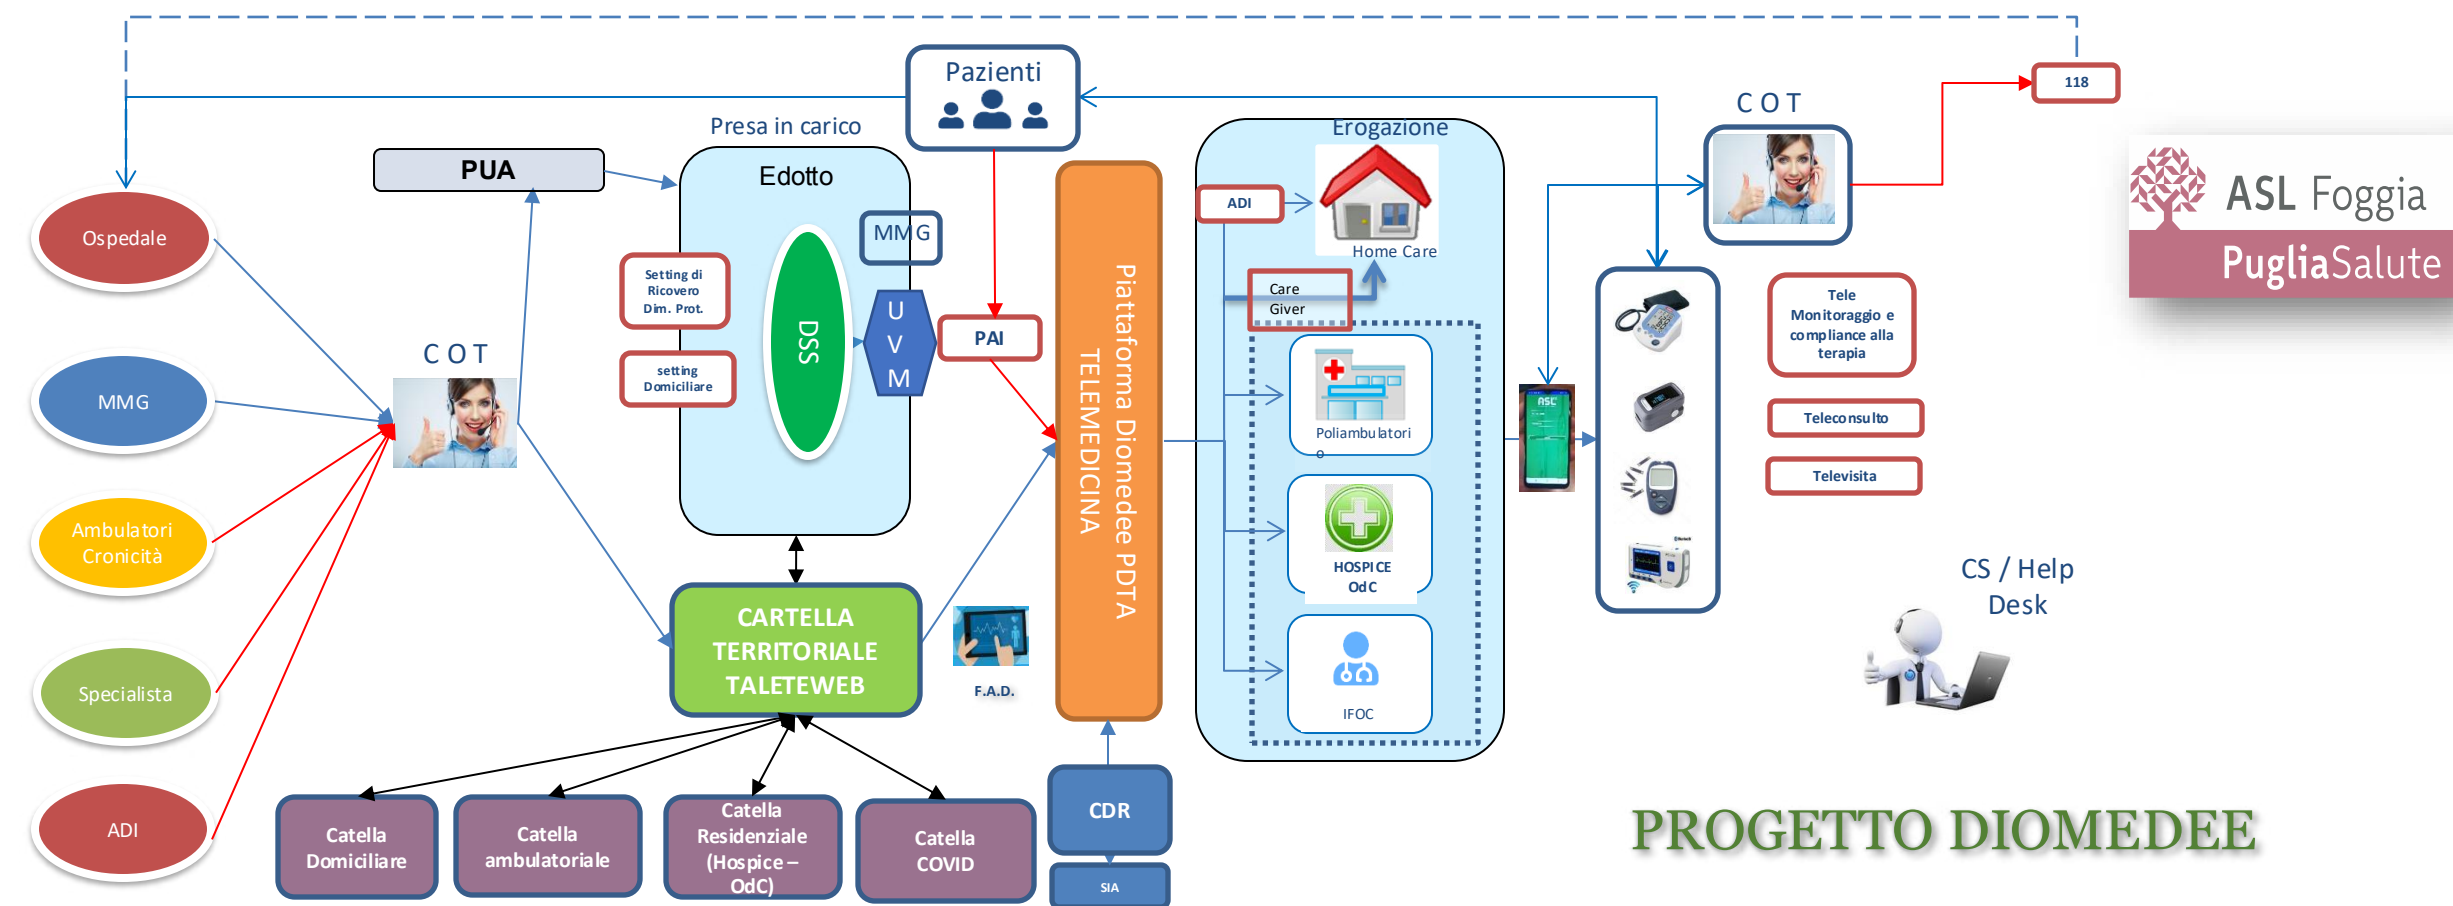 Pazienti
118
C O T
Presa in carico
Erogazione
PUA
Edotto
ASL Foggia
PugliaSalute
Ospedale
ADI
MMG
Home Care
Setting di
Ricovero
Dim. Prot.
Care
Giver
Tele
Monitoraggio e
compliance alla
terapia
U
V
M
DSS
PAI
C O T
setting
Domiciliare
Piattaforma Diomedee PDTA
TELEMEDICINA
MMG
ASL
Poliambulatori
o
Teleconsulto
Televisita
Ambulatori
Cronicità
HOSPICE
OdC
CS / Help
Desk
CARTELLA
TERRITORIALE
TALETEWEB
Specialista
F.A.D.
IFOC
ADI
Catella
Domiciliare
Catella
ambulatoriale
Catella
Residenziale
(Hospice –
OdC)
Catella
COVID
CDR
SIA
PROGETTO DIOMEDEE